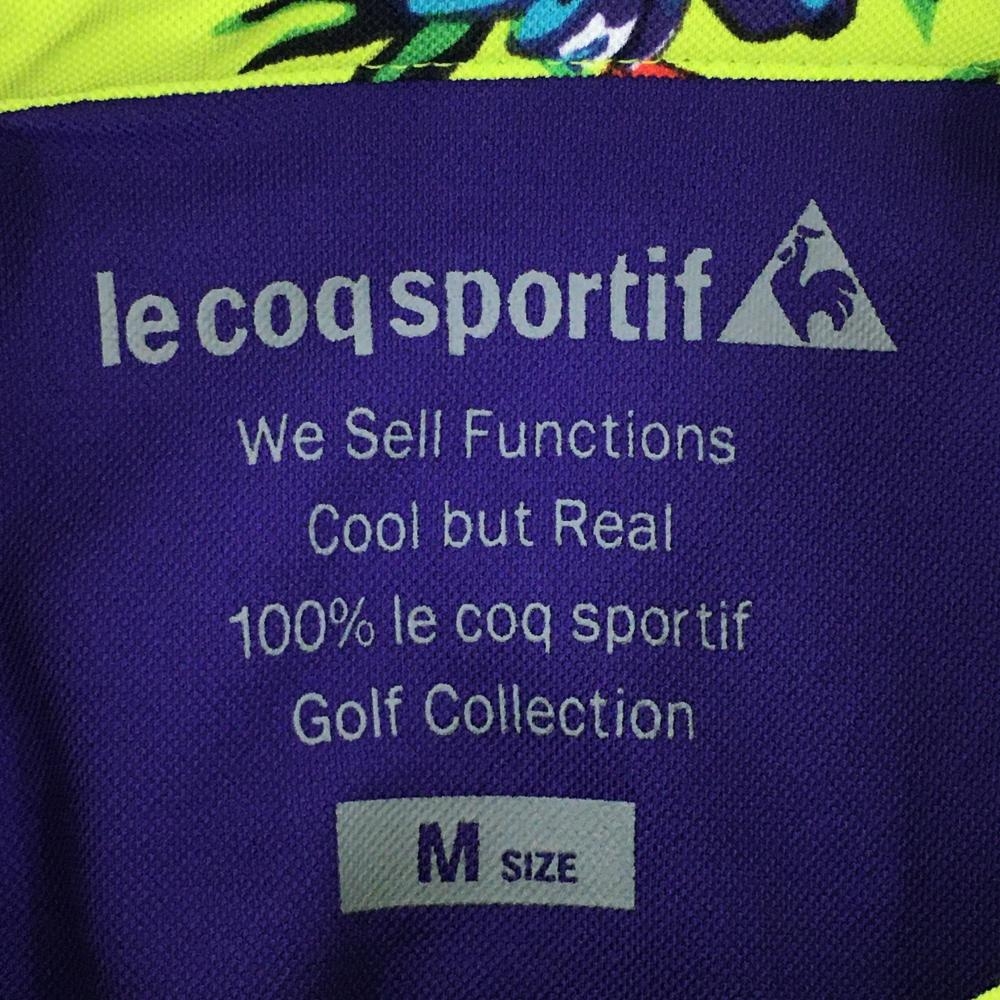 le coq sportif
We Sell Functions
Cool but Real
100% le coq sportif
Golf Collection
M SIZE